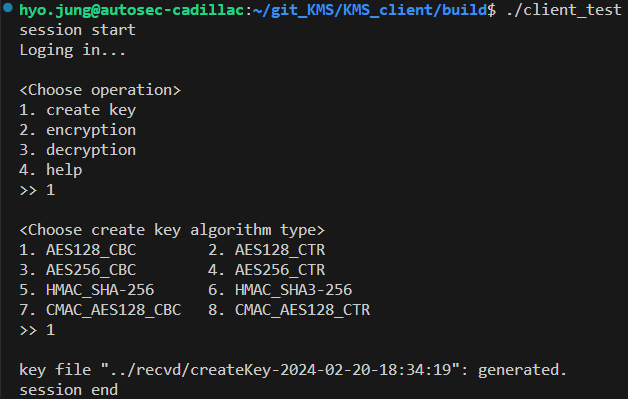 hyo.jung@autosec-cadillac:~/git_KMS/KMS_client/build$ ./client_test
session start
Loging in...
<Choose operation>
1. create key
2. encryption
3. decryption
4. help
>> 1
<Choose create key algorithm type>
1. AES128_CBC 2. AES128_CTR
3. AES256_CBC 4. AES256_CTR
5. HMAC_SHA-256 6. HMAC_SHA3-256
7. CMAC_AES128_CBC 8. CMAC_AES128_CTR
>> 1
key file "../recvd/createKey-2024-02-20-18:34:19": generated.
session end